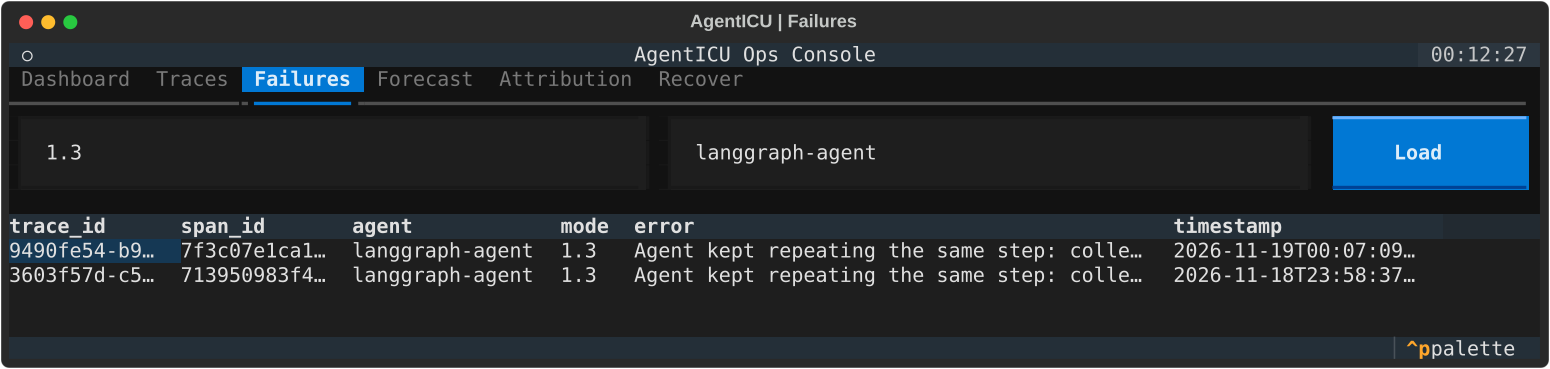 AgentICU | Failures
○ AgentICU Ops Console 00:12:27
Dashboard Traces Failures Forecast Attribution Recover
1.3 langgraph-agent Load
trace_id span_id agent mode error timestamp
9490fe54-b9… 7f3c07e1ca1… langgraph-agent 1.3 Agent kept repeating the same step: colle… 2026-11-19T00:07:09…
3603f57d-c5… 713950983f4… langgraph-agent 1.3 Agent kept repeating the same step: colle… 2026-11-18T23:58:37…
^p palette